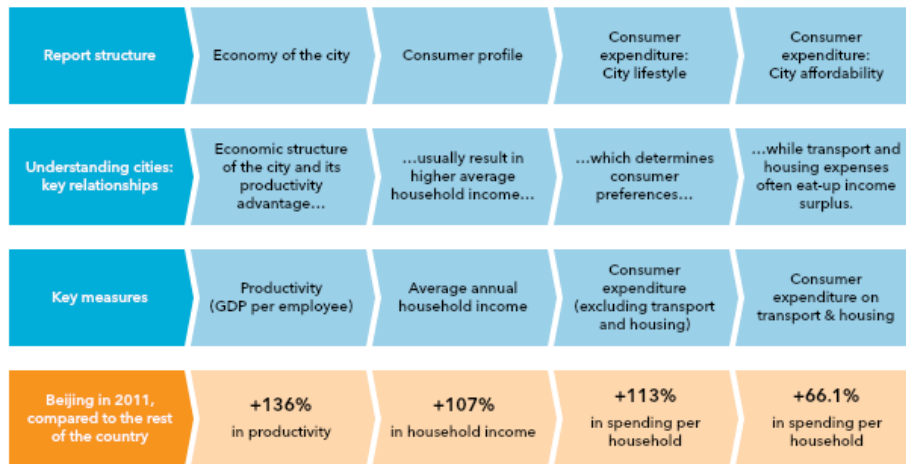 Report structure
Economy of the city
Consumer profile
Consumer
expenditure:
City lifestyle
Consumer
expenditure:
City affordability
Understanding cities:
key relationships
Economic structure
of the city and its
productivity
advantage…
…usually result in
higher average
household income…
…which determines
consumer
preferences…
…while transport and
housing expenses
often eat-up income
surplus.
Key measures
Productivity
(GDP per employee)
Average annual
household income
Consumer
expenditure
(excluding transport
and housing)
Consumer
expenditure on
transport & housing
Beijing in 2011,
compared to the rest
of the country
+136%
in productivity
+107%
in household income
+113%
in spending per
household
+66.1%
in spending per
household